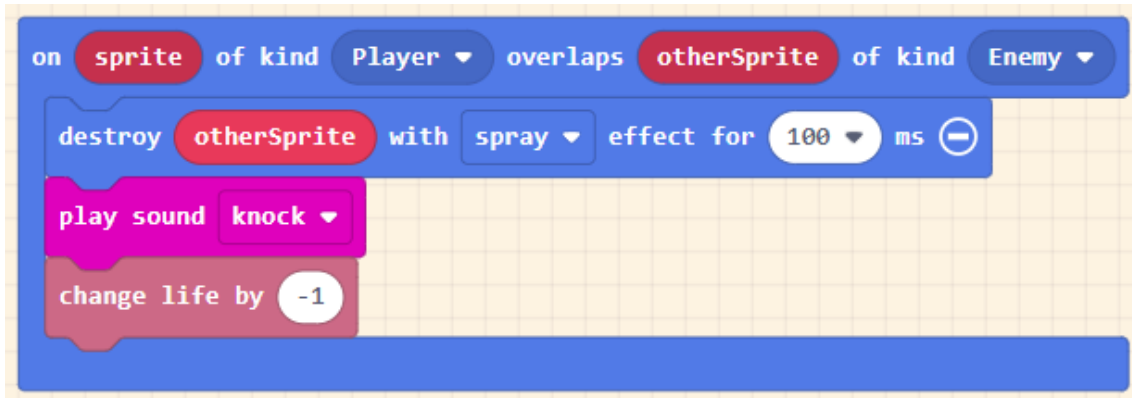 on sprite of kind Player overlaps otherSprite of kind Enemy
destroy otherSprite with spray effect for 100 ms
play sound knock
change life by -1